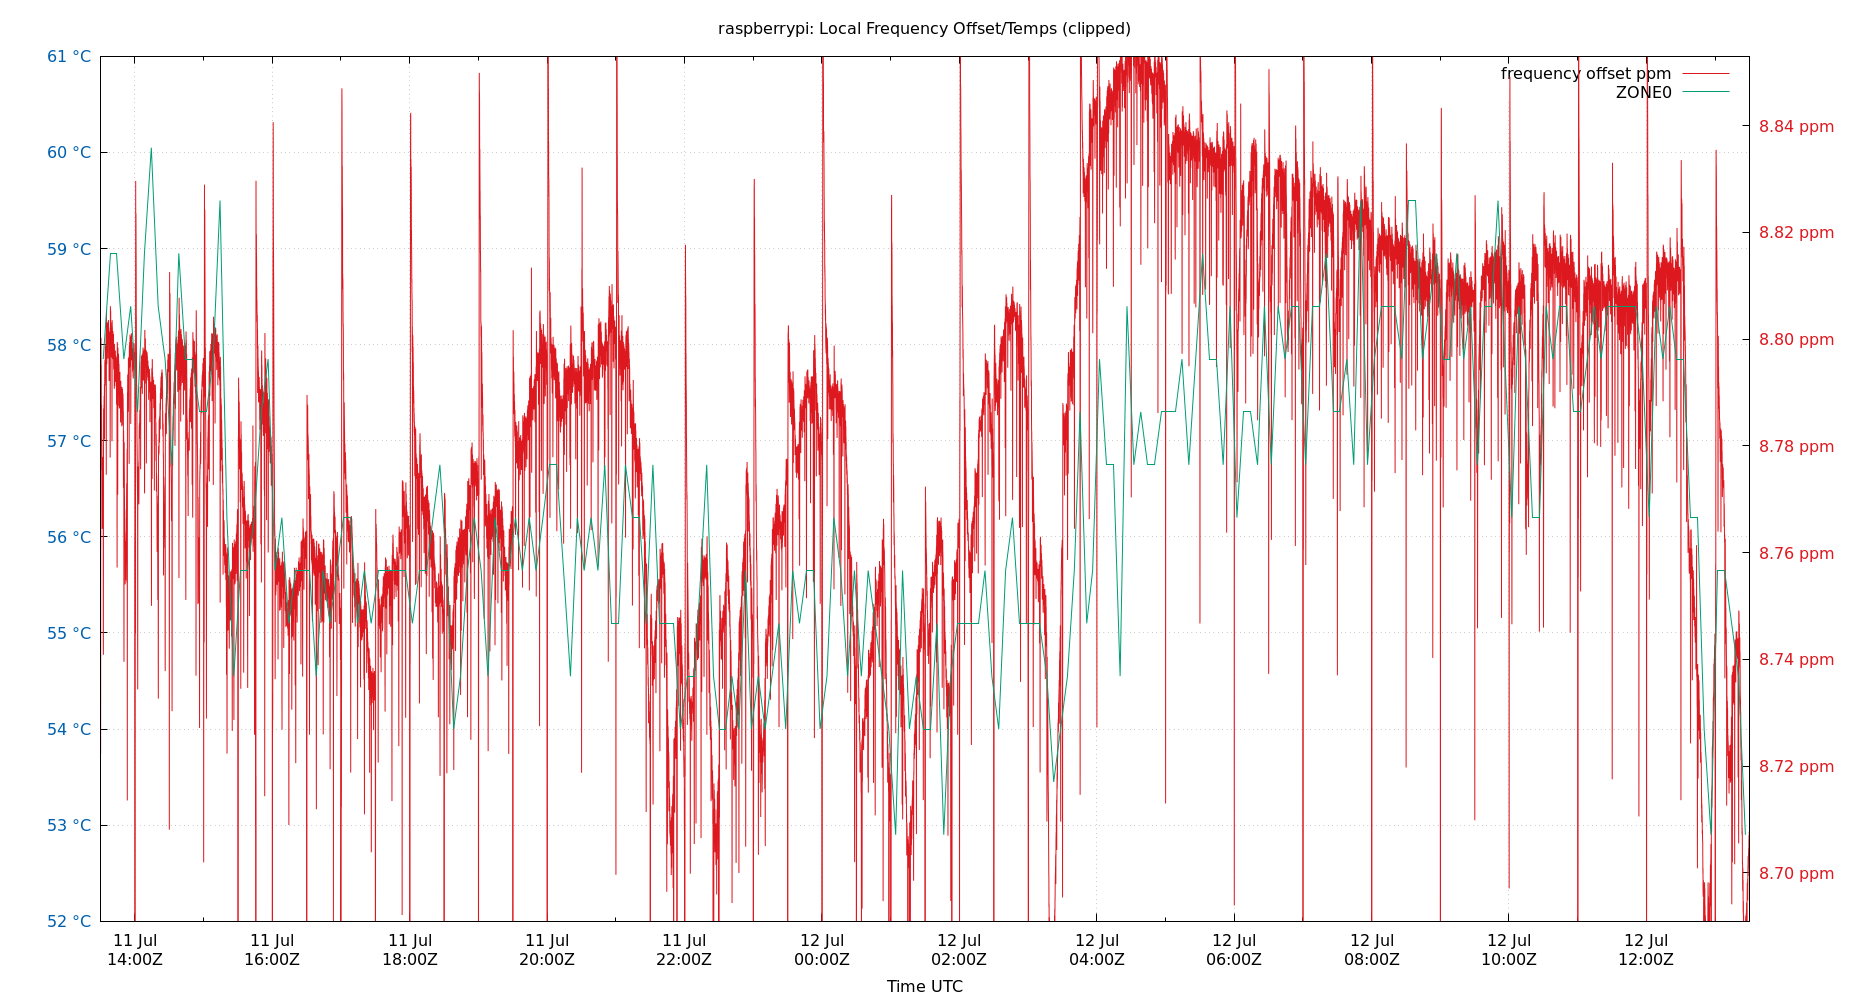 raspberrypi: Local Frequency Offset/Temps (clipped)
61 °C
60 °C
59 °C
58 °C
57 °C
56 °C
55 °C
54 °C
53 °C
52 °C
frequency offset ppm
ZONE0
8.84 ppm
8.82 ppm
8.80 ppm
8.78 ppm
8.76 ppm
8.74 ppm
8.72 ppm
8.70 ppm
11 Jul
14:00Z
11 Jul
16:00Z
11 Jul
18:00Z
11 Jul
20:00Z
11 Jul
22:00Z
12 Jul
00:00Z
12 Jul
02:00Z
12 Jul
04:00Z
12 Jul
06:00Z
12 Jul
08:00Z
12 Jul
10:00Z
12 Jul
12:00Z
Time UTC